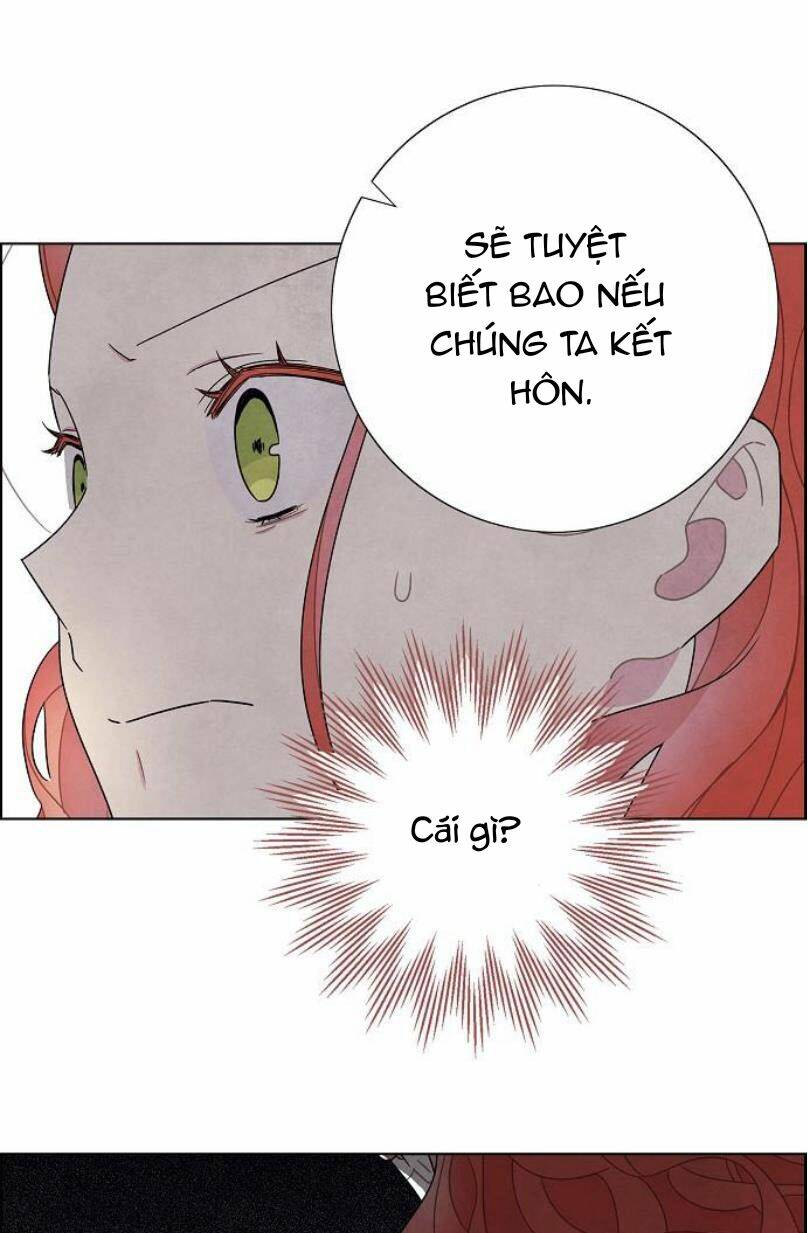 SẼ TUYỆT
BIẾT BAO NẾU
CHÚNG TA KẾT
HÔN.
Cái gì?